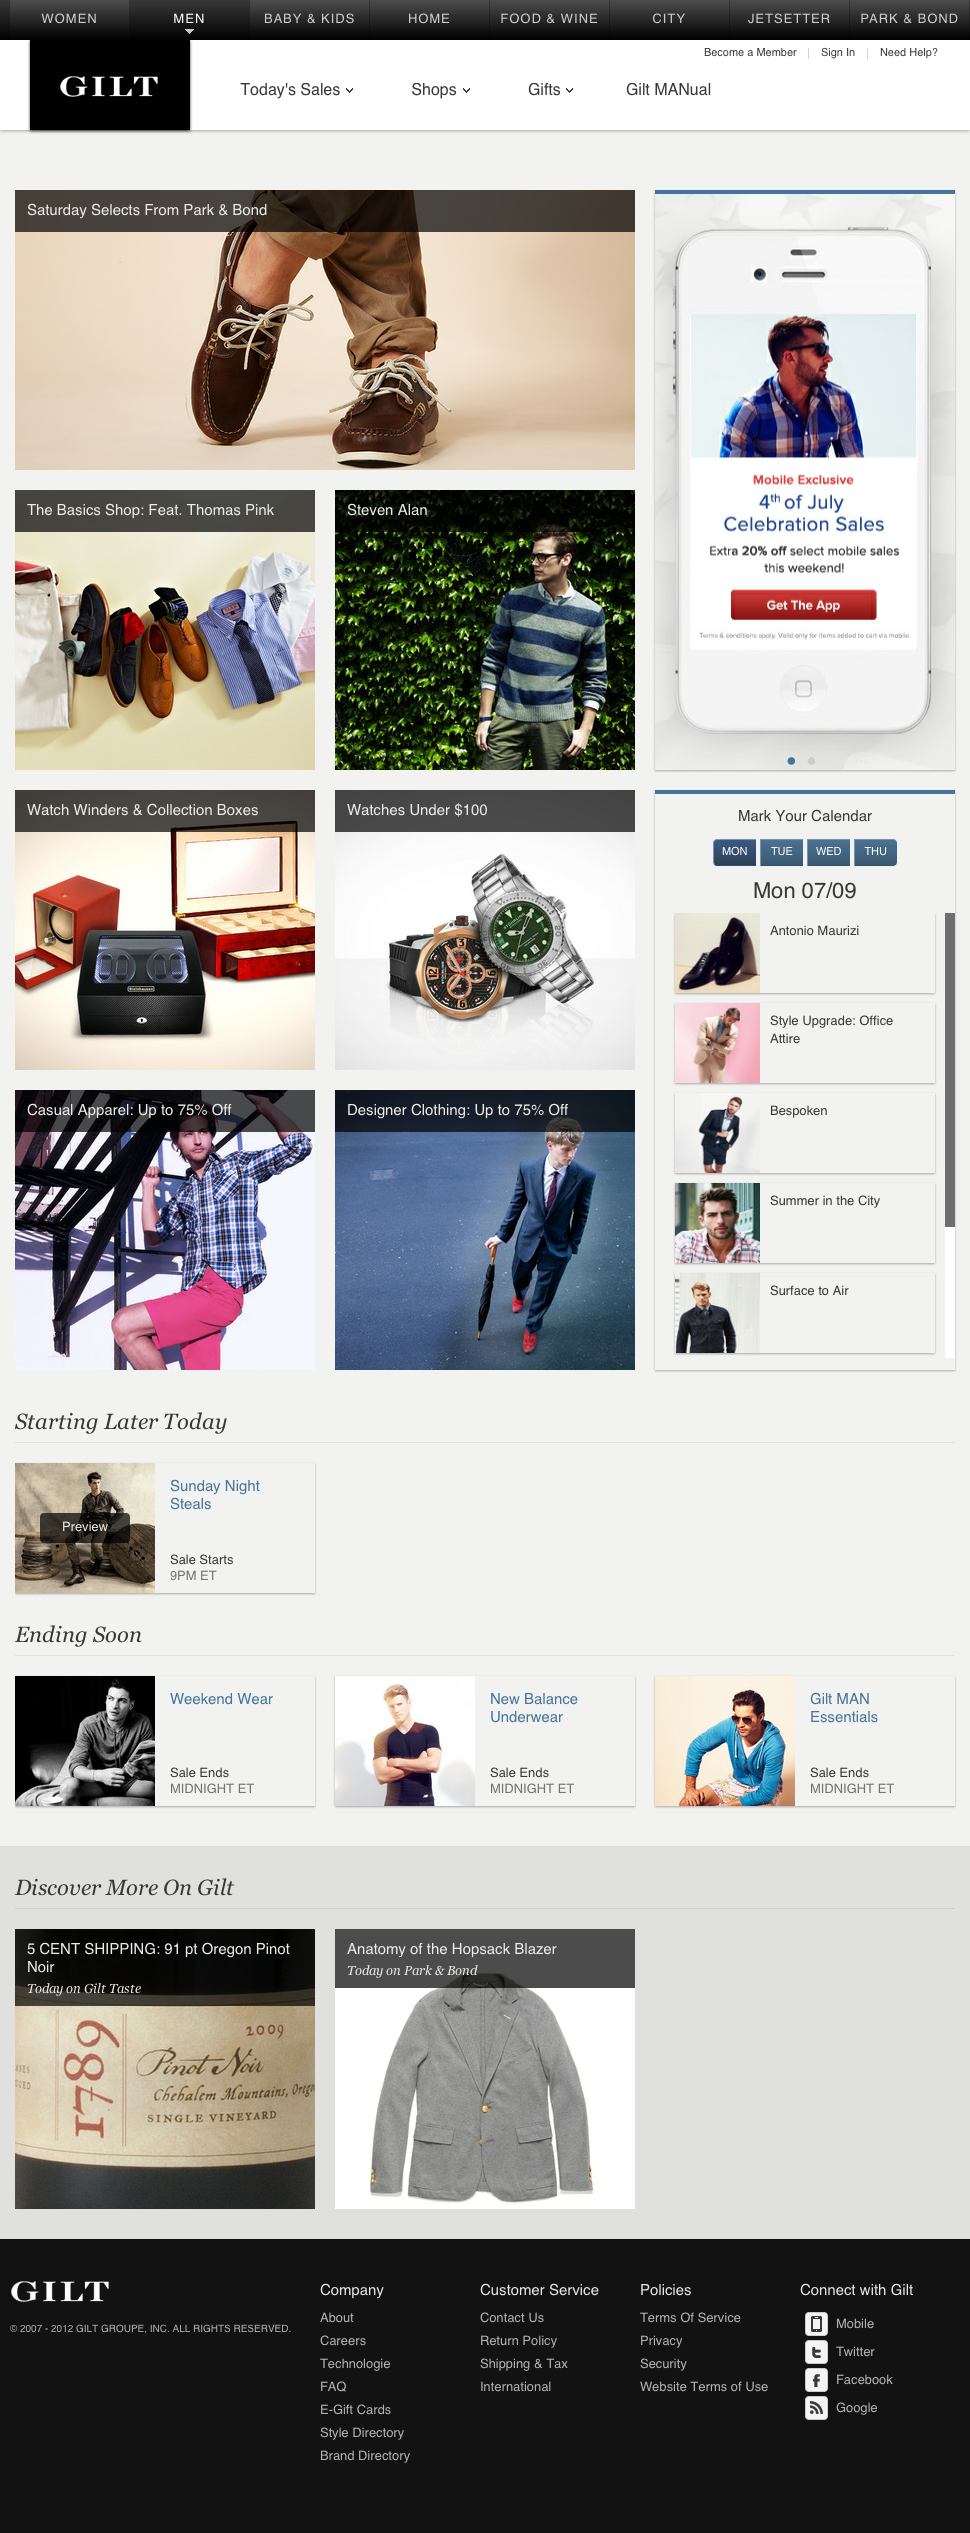 WOMEN
MEN
BABY & KIDS
HOME
FOOD & WINE
CITY
JETSETTER
PARK & BOND
Become a Member
Sign In
Need Help?
GILT
Today's Sales
Shops
Gifts
Gilt MANual
Saturday Selects From Park & Bond
Mobile Exclusive
4th of July
Celebration Sales
Extra 20% off select mobile sales
this weekend!
Get The App
Terms & conditions apply. Valid only for items added to cart via mobile.
The Basics Shop: Feat. Thomas Pink
Steven Alan
Watch Winders & Collection Boxes
Watches Under $100
Mark Your Calendar
MON
TUE
WED
THU
Mon 07/09
Antonio Maurizi
Style Upgrade: Office
Attire
Bespoken
Summer in the City
Surface to Air
Casual Apparel: Up to 75% Off
Designer Clothing: Up to 75% Off
Starting Later Today
Preview
Sunday Night
Steals
Sale Starts
9PM ET
Ending Soon
Weekend Wear
Sale Ends
MIDNIGHT ET
New Balance
Underwear
Sale Ends
MIDNIGHT ET
Gilt MAN
Essentials
Sale Ends
MIDNIGHT ET
Discover More On Gilt
5 CENT SHIPPING: 91 pt Oregon Pinot
Noir
Today on Gilt Taste
1789
2009
Pinot Noir
Chehalem Mountains, Oreg
SINGLE VINEYARD
Anatomy of the Hopsack Blazer
Today on Park & Bond
GILT
© 2007 - 2012 GILT GROUPE, INC. ALL RIGHTS RESERVED.
Company
About
Careers
Technologie
FAQ
E-Gift Cards
Style Directory
Brand Directory
Customer Service
Contact Us
Return Policy
Shipping & Tax
International
Policies
Terms Of Service
Privacy
Security
Website Terms of Use
Connect with Gilt
Mobile
Twitter
Facebook
Google